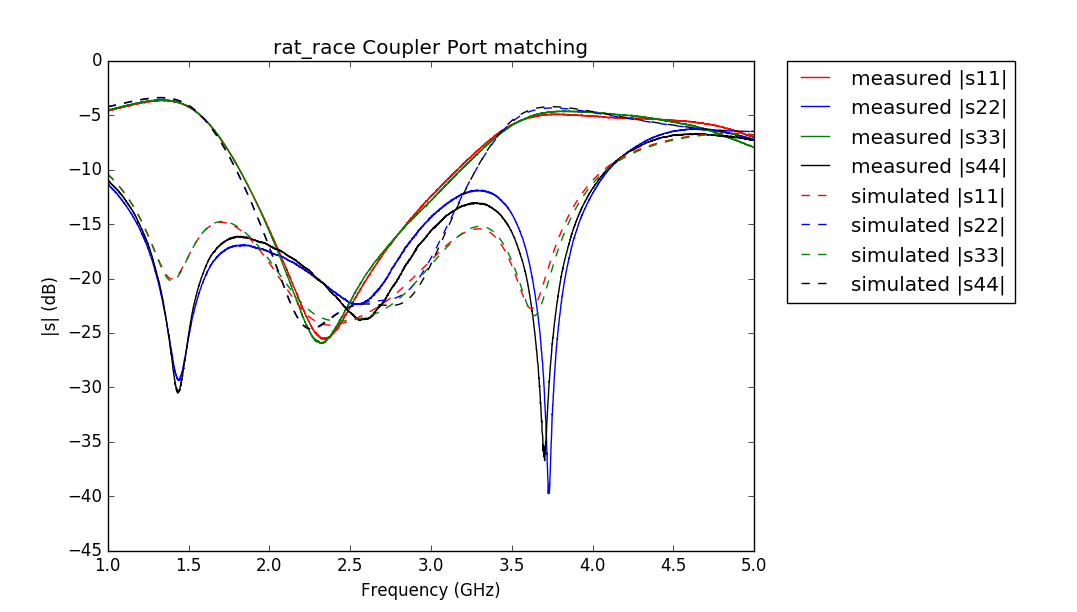 rat_race Coupler Port matching
0
−5
−10
−15
−20
−25
−30
−35
−40
−45
|s| (dB)
1.0 1.5 2.0 2.5 3.0 3.5 4.0 4.5 5.0
Frequency (GHz)
measured |s11|
measured |s22|
measured |s33|
measured |s44|
simulated |s11|
simulated |s22|
simulated |s33|
simulated |s44|